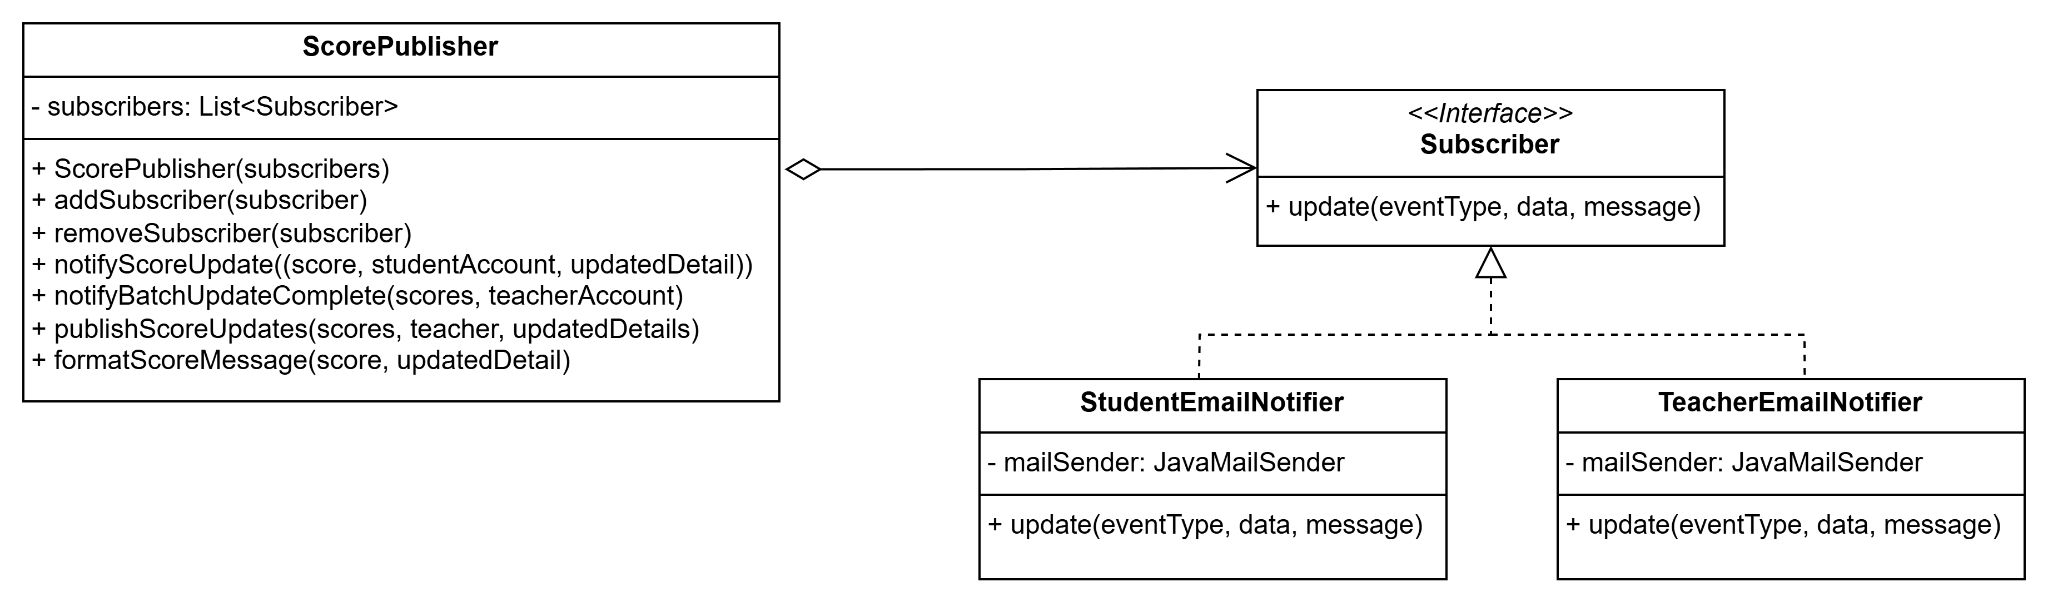 ScorePublisher
- subscribers: List<Subscriber>
+ ScorePublisher(subscribers)
+ addSubscriber(subscriber)
+ removeSubscriber(subscriber)
+ notifyScoreUpdate((score, studentAccount, updatedDetail))
+ notifyBatchUpdateComplete(scores, teacherAccount)
+ publishScoreUpdates(scores, teacher, updatedDetails)
+ formatScoreMessage(score, updatedDetail)
<<Interface>>
Subscriber
+ update(eventType, data, message)
StudentEmailNotifier
- mailSender: JavaMailSender
+ update(eventType, data, message)
TeacherEmailNotifier
- mailSender: JavaMailSender
+ update(eventType, data, message)